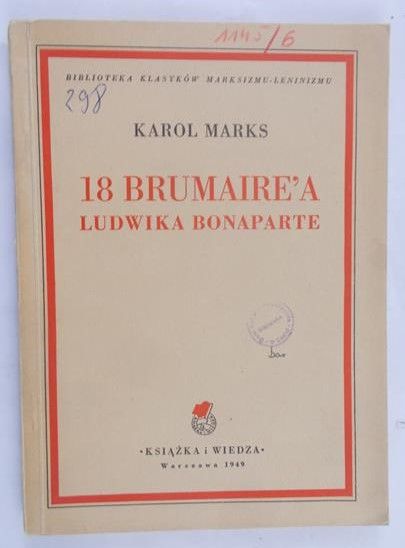 1145/6
BIBLIOTEKA KLASYKÓW MARKSIZMU-LENINIZMU
298
KAROL MARKS
18 BRUMAIRE'A
LUDWIKA BONAPARTE
•KSIĄŻKA i WIEDZA•
Warszawa 1949